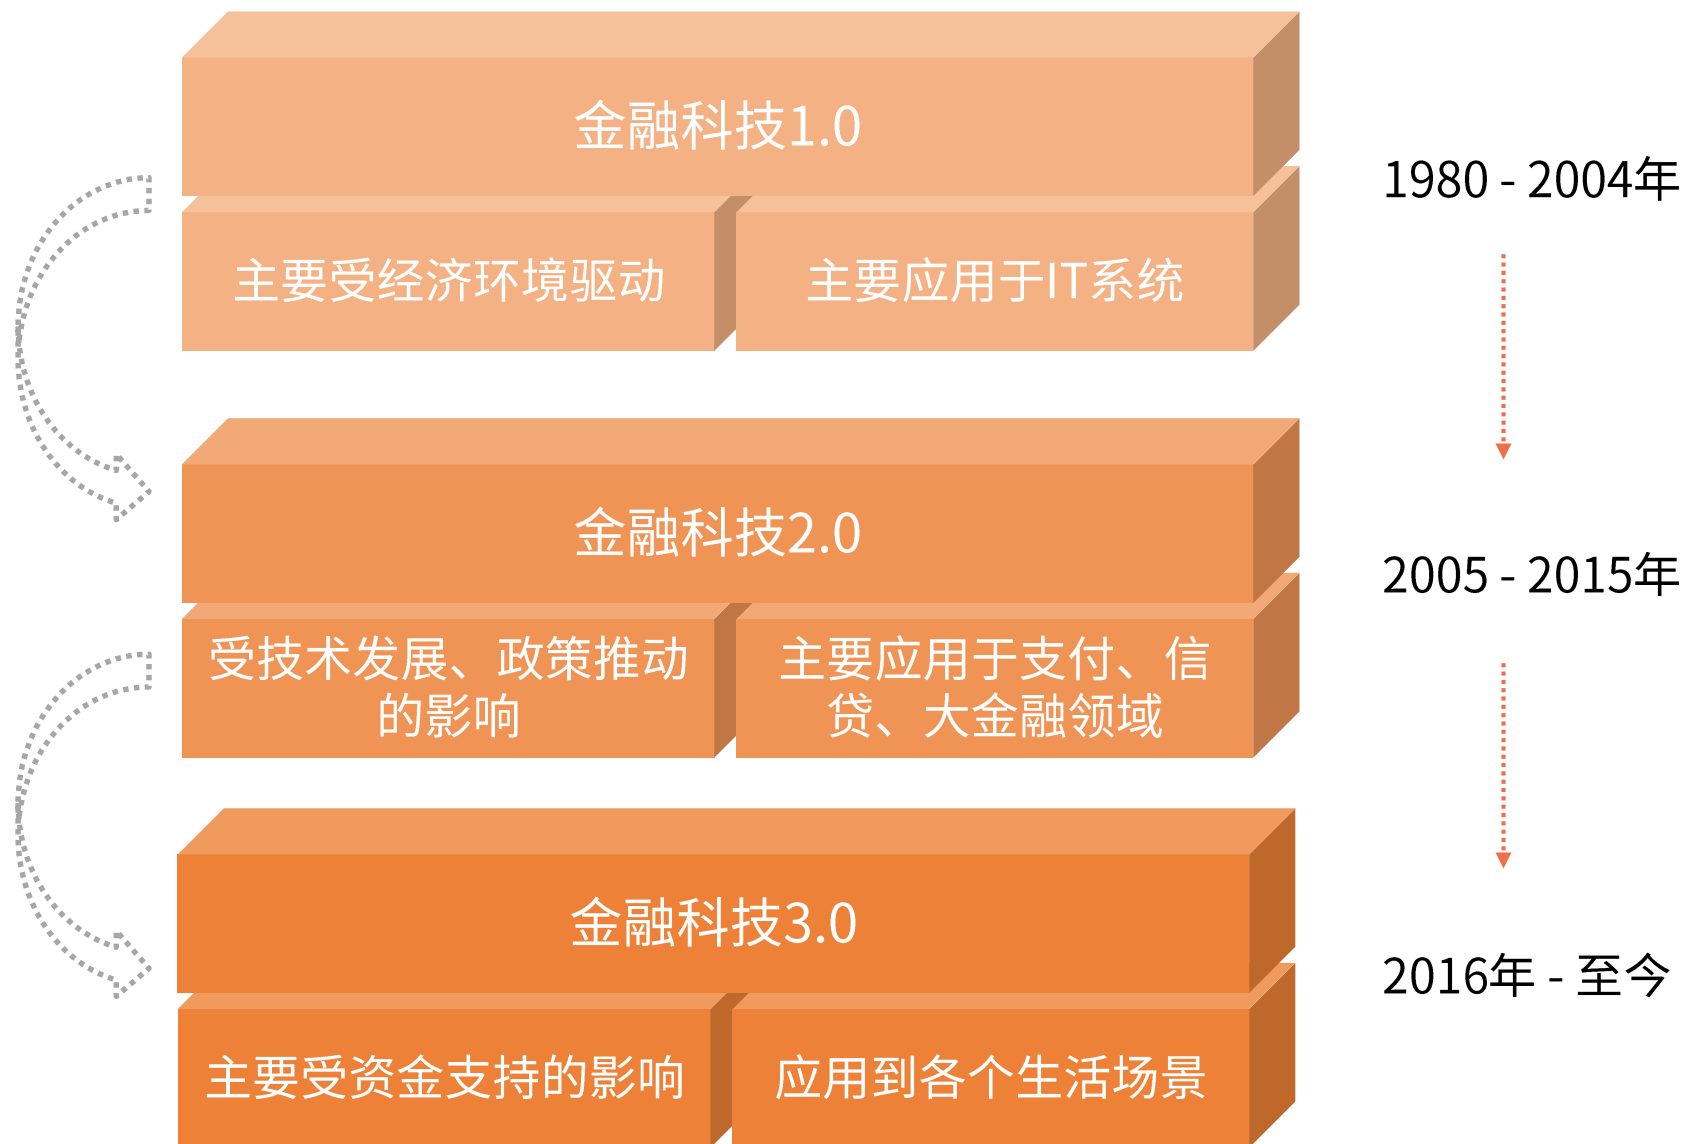 金融科技1.0
1980 - 2004年
主要受经济环境驱动
主要应用于IT系统
金融科技2.0
2005 - 2015年
受技术发展、政策推动
的影响
主要应用于支付、信
贷、大金融领域
金融科技3.0
2016年 - 至今
主要受资金支持的影响
应用到各个生活场景